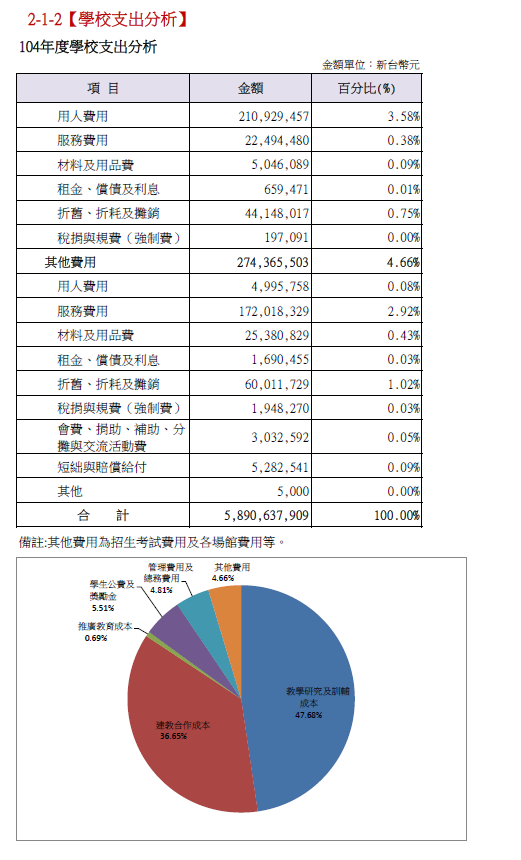 2-1-2【學校支出分析】
104年度學校支出分析
金額單位：新台幣元
項 目 金額 百分比(%)
用人費用 210,929,457 3.58%
服務費用 22,494,480 0.38%
材料及用品費 5,046,089 0.09%
租金、償債及利息 659,471 0.01%
折舊、折耗及攤銷 44,148,017 0.75%
稅捐與規費（強制費） 197,091 0.00%
其他費用 274,365,503 4.66%
用人費用 4,995,758 0.08%
服務費用 172,018,329 2.92%
材料及用品費 25,380,829 0.43%
租金、償債及利息 1,690,455 0.03%
折舊、折耗及攤銷 60,011,729 1.02%
稅捐與規費（強制費） 1,948,270 0.03%
會費、捐助、補助、分
攤與交流活動費 3,032,592 0.05%
短絀與賠償給付 5,282,541 0.09%
其他 5,000 0.00%
合 計 5,890,637,909 100.00%
備註:其他費用為招生考試費用及各場館費用等。
管理費用及
總務費用
4.81%
其他費用
4.66%
學生公費及
獎勵金
5.51%
推廣教育成本
0.69%
教學研究及訓輔
成本
47.68%
建教合作成本
36.65%